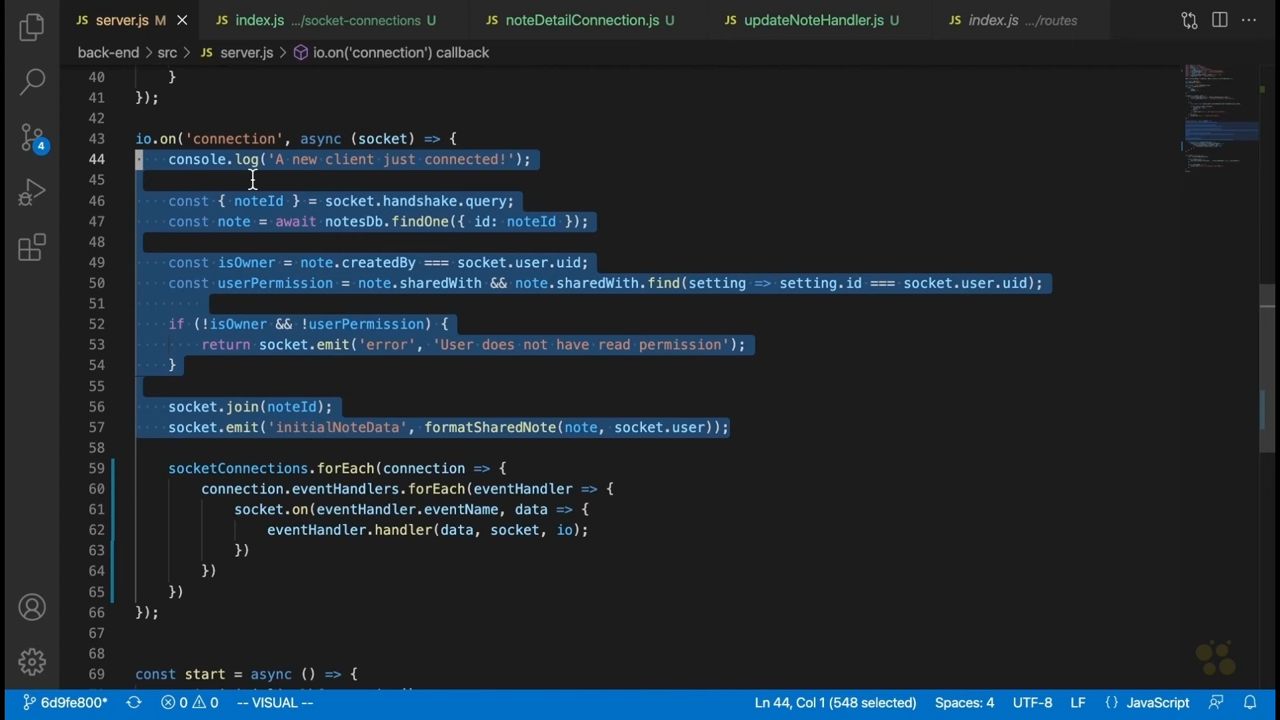 JS server.js M × JS index.js .../socket-connections U JS noteDetailConnection.js U JS updateNoteHandler.js U JS index.js .../routes ···
back-end > src > JS server.js > io.on('connection') callback
40 }
41 });
42
43 io.on('connection', async (socket) => {
44 console.log('A new client just connected!');
45
46 const { noteId } = socket.handshake.query;
47 const note = await notesDb.findOne({ id: noteId });
48
49 const isOwner = note.createdBy === socket.user.uid;
50 const userPermission = note.sharedWith && note.sharedWith.find(setting => setting.id === socket.user.uid);
51
52 if (!isOwner && !userPermission) {
53 return socket.emit('error', 'User does not have read permission');
54 }
55
56 socket.join(noteId);
57 socket.emit('initialNoteData', formatSharedNote(note, socket.user));
58
59 socketConnections.forEach(connection => {
60 connection.eventHandlers.forEach(eventHandler => {
61 socket.on(eventHandler.eventName, data => {
62 eventHandler.handler(data, socket, io);
63 })
64 })
65 })
66 });
67
68
69 const start = async () => {
4
6d9fe800* 0 0 -- VISUAL -- Ln 44, Col 1 (548 selected) Spaces: 4 UTF-8 LF {} JavaScript